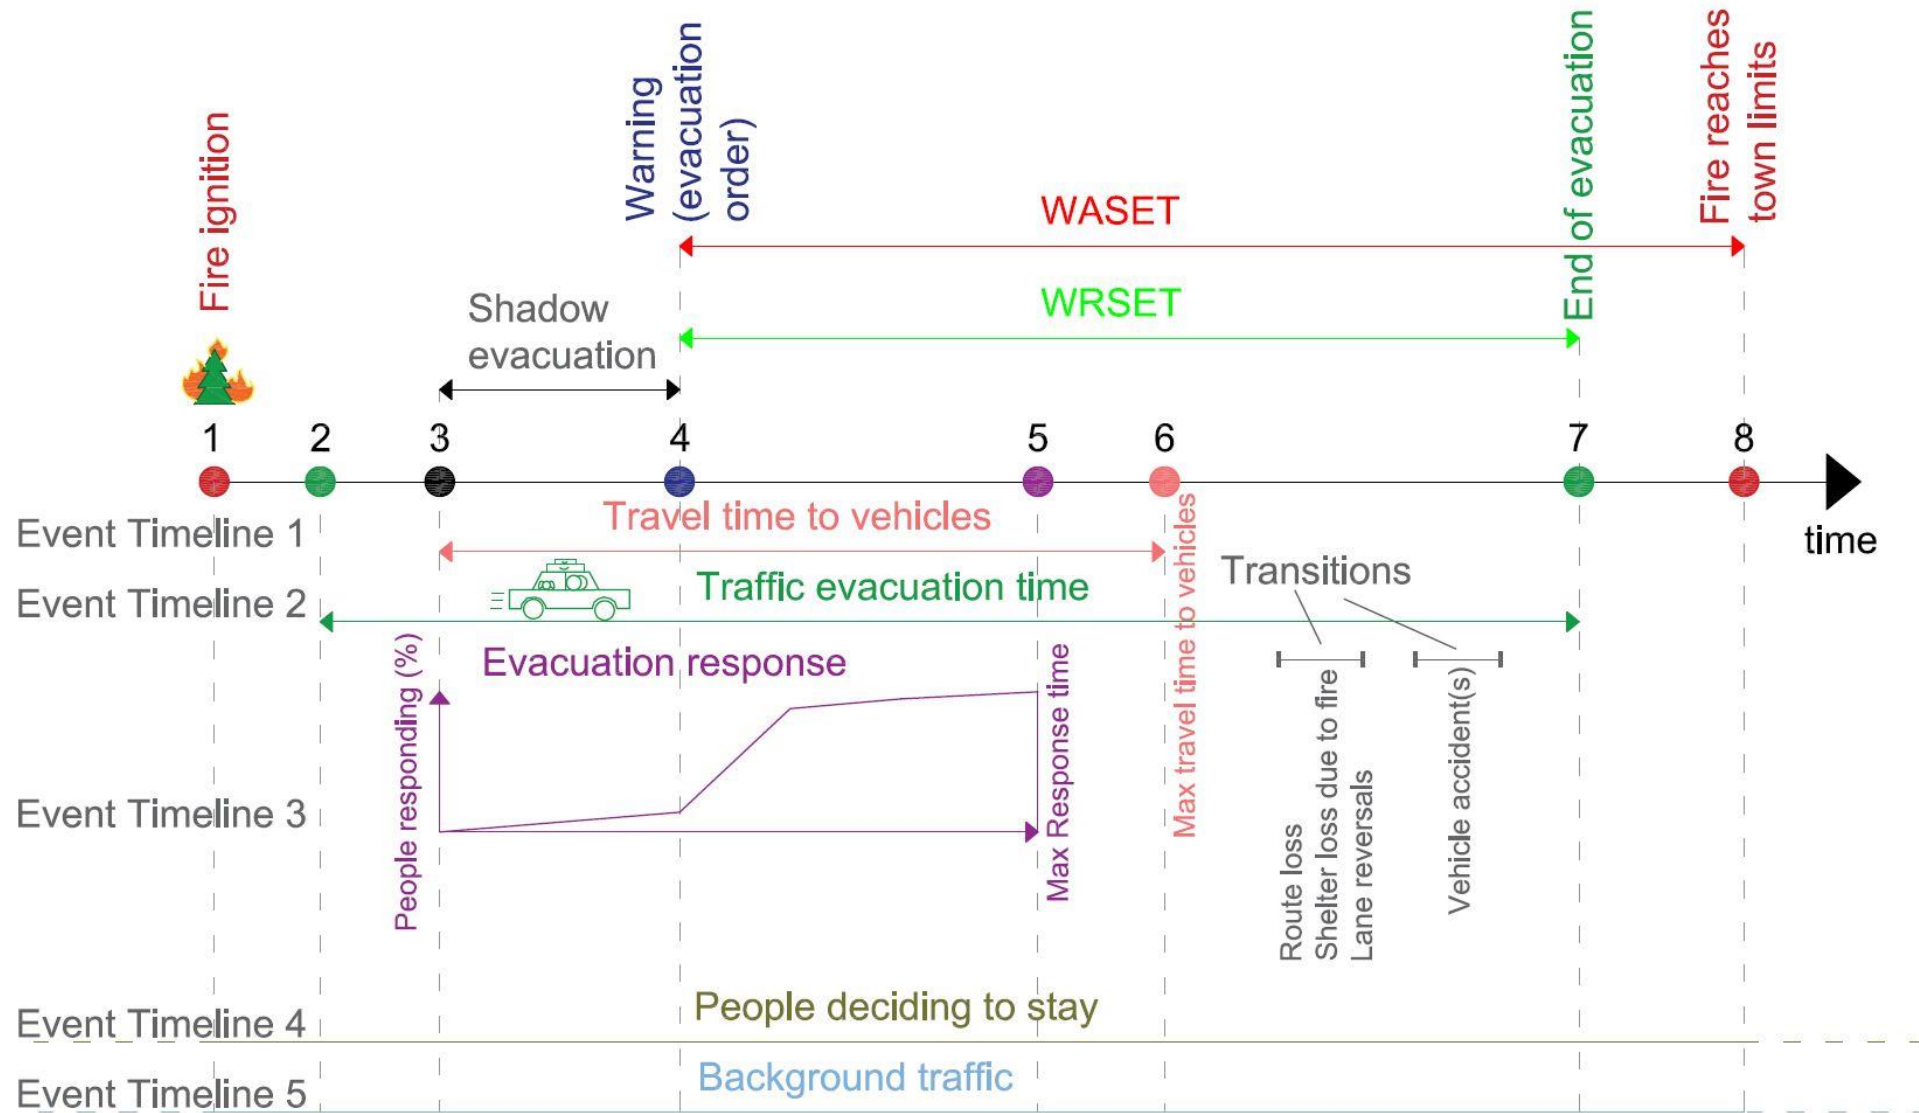 Fire ignition
Warning
(evacuation
order)
End of evacuation
Fire reaches
town limits
WASET
WRSET
Shadow
evacuation
1
2
3
4
5
6
7
8
time
Event Timeline 1
Travel time to vehicles
Max travel time to vehicles
Transitions
Event Timeline 2
Traffic evacuation time
Evacuation response
People responding (%)
Max Response time
Event Timeline 3
Route loss
Shelter loss due to fire
Lane reversals
Vehicle accident(s)
Event Timeline 4
People deciding to stay
Event Timeline 5
Background traffic